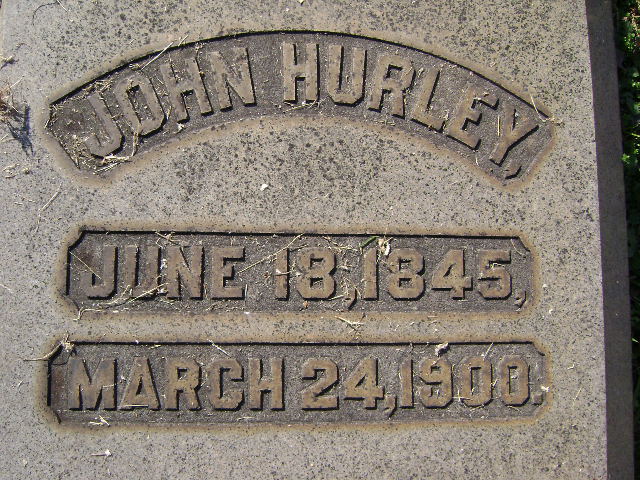 JOHN HURLEY,
JUNE 18, 1845,
MARCH 24, 1900.